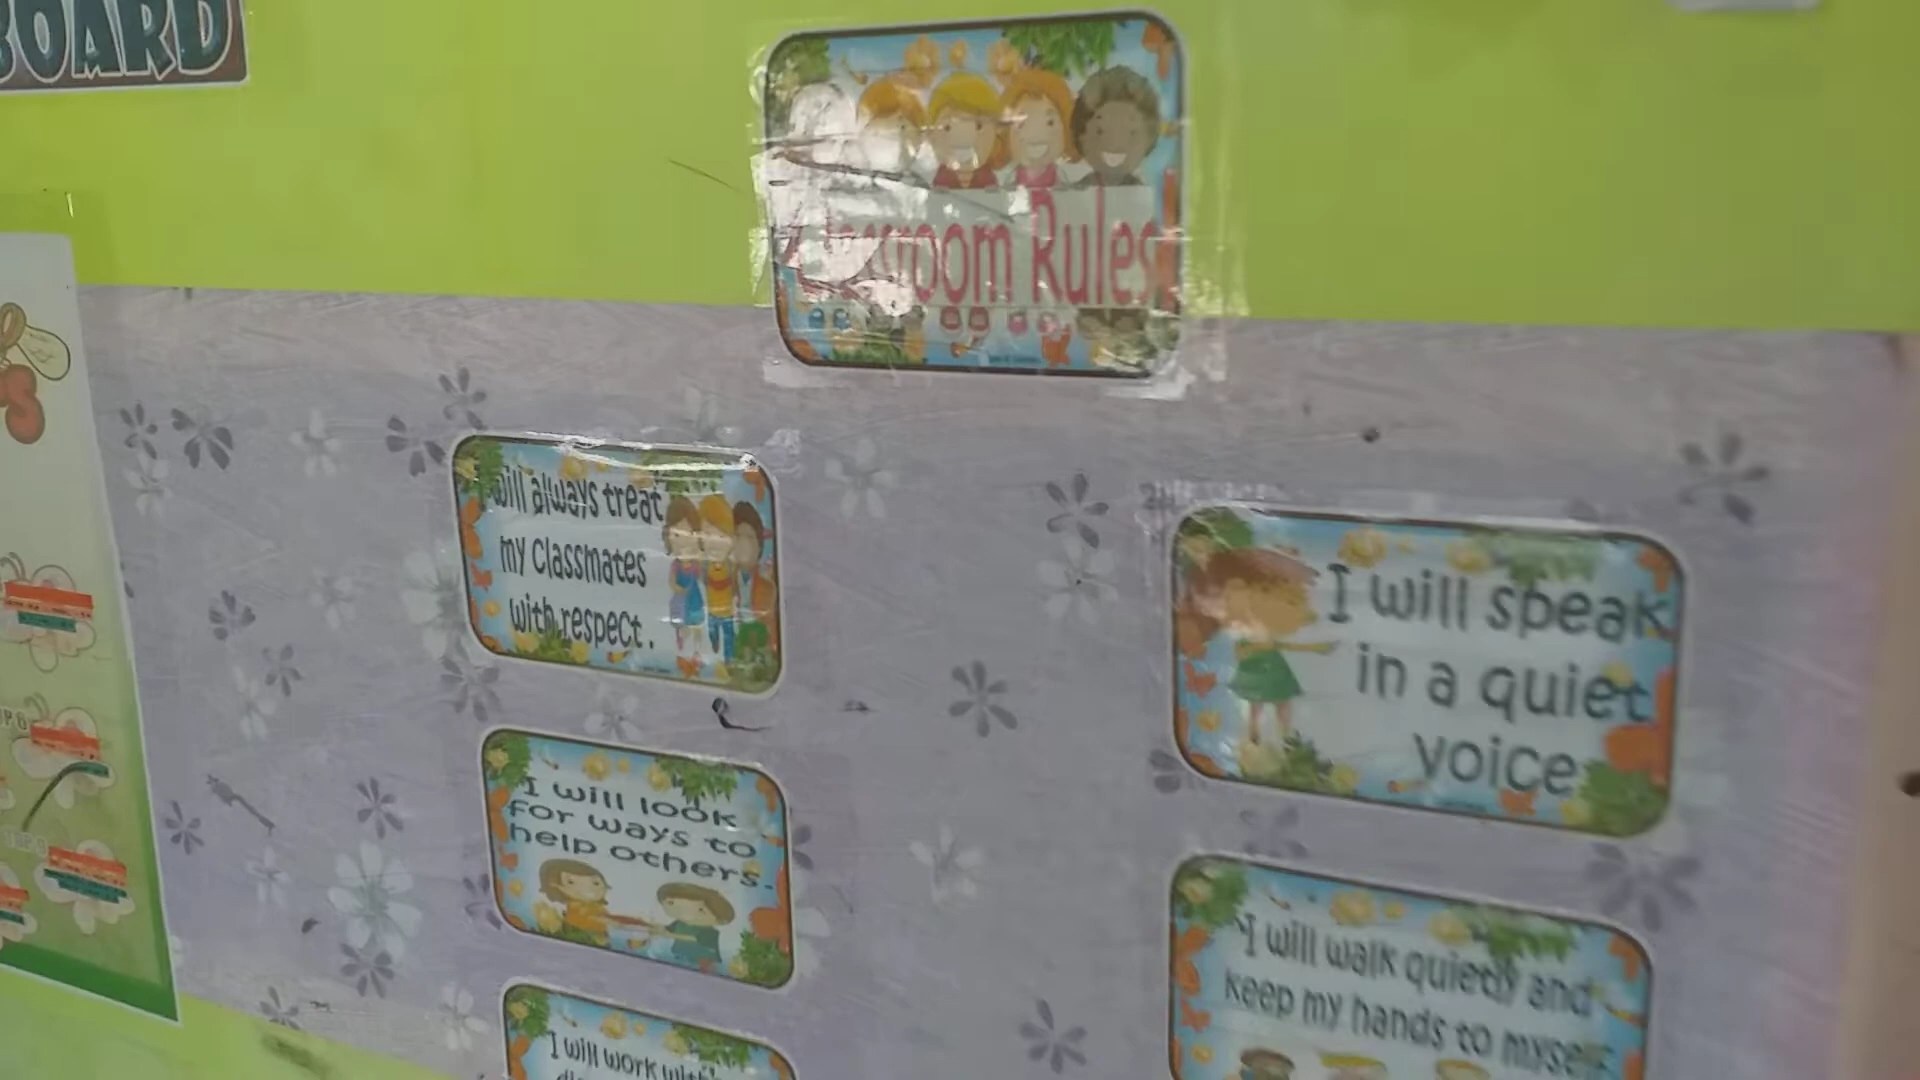 BOARD
Classroom Rules
will always treat
my classmates
with respect.
I will look
for ways to
help others.
I will work with
I will speak
in a quiet
voice
I will walk quietly and
keep my hands to myself